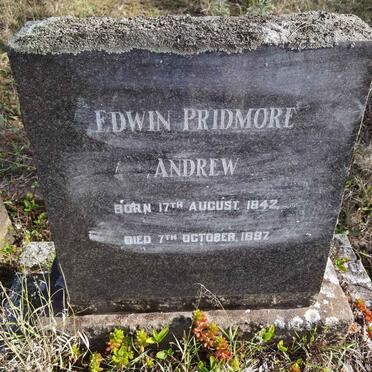 EDWIN PRIDMORE
ANDREW
BORN 17TH AUGUST. 1842.
DIED 7TH OCTOBER. 1897.